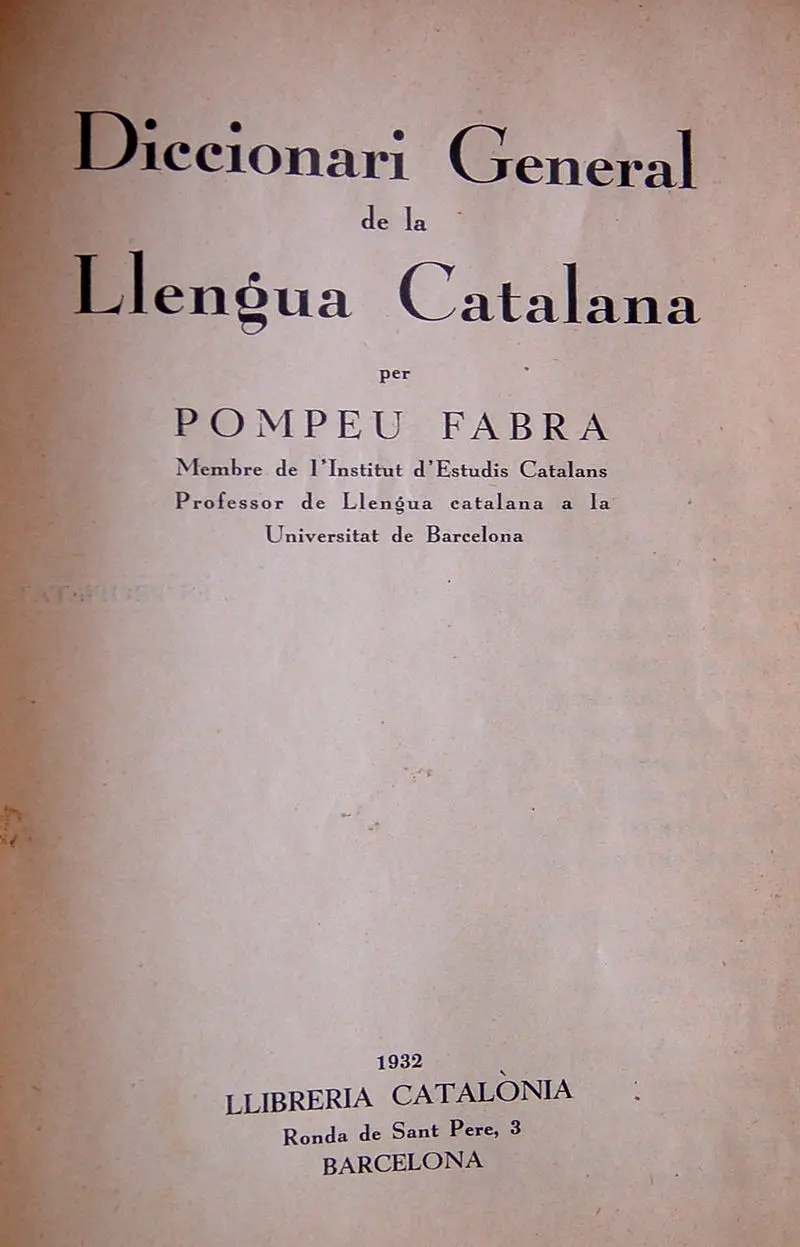 Diccionari General
de la
Llengua Catalana
per
POMPEU FABRA
Membre de l'Institut d'Estudis Catalans
Professor de Llengua catalana a la
Universitat de Barcelona
1932
LLIBRERIA CATALÒNIA
Ronda de Sant Pere, 3
BARCELONA